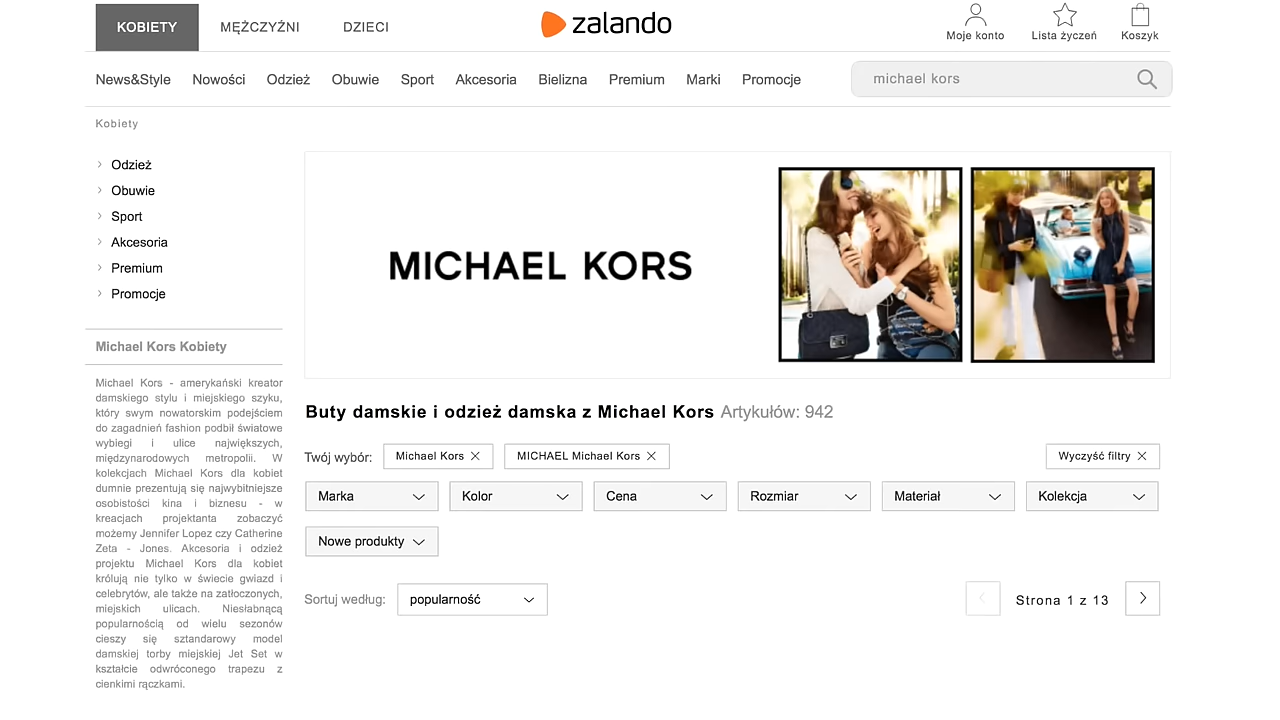 KOBIETY MĘŻCZYŹNI DZIECI zalando Moje konto Lista życzeń Koszyk
News&Style Nowości Odzież Obuwie Sport Akcesoria Bielizna Premium Marki Promocje michael kors
Kobiety
Odzież
Obuwie
Sport
Akcesoria
Premium
Promocje
Michael Kors Kobiety
Michael Kors - amerykański kreator
damskiego stylu i miejskiego szyku,
który swym nowatorskim podejściem
do zagadnień fashion podbił światowe
wybiegi i ulice największych,
międzynarodowych metropolii. W
kolekcjach Michael Kors dla kobiet
dumnie prezentują się najwybitniejsze
osobistości kina i biznesu - w
kreacjach projektanta zobaczyć
możemy Jennifer Lopez czy Catherine
Zeta - Jones. Akcesoria i odzież
projektu Michael Kors dla kobiet
królują nie tylko w świecie gwiazd i
celebrytów, ale także na zatłoczonych,
miejskich ulicach. Niesłabnącą
popularnością od wielu sezonów
cieszy się sztandarowy model
damskiej torby miejskiej Jet Set w
kształcie odwróconego trapezu z
cienkimi rączkami.
MICHAEL KORS
Buty damskie i odzież damska z Michael Kors Artykułów: 942
Twój wybór: Michael Kors MICHAEL Michael Kors Wyczyść filtry
Marka Kolor Cena Rozmiar Materiał Kolekcja
Nowe produkty
Sortuj według: popularność Strona 1 z 13